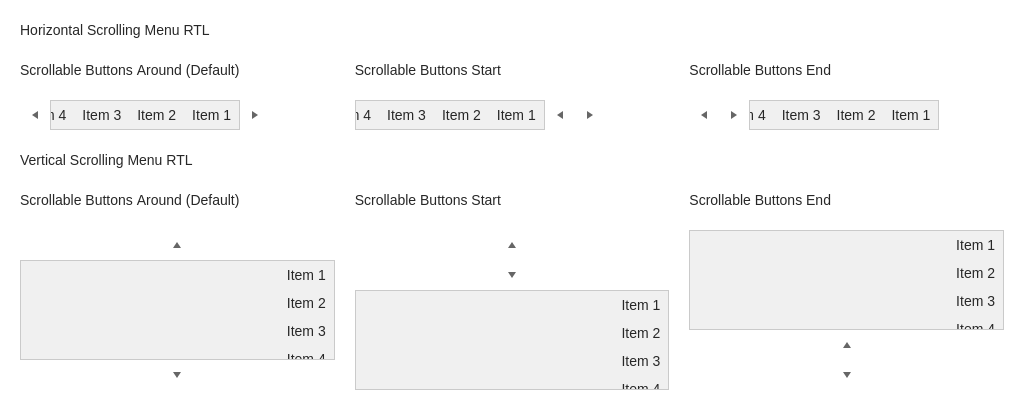 Horizontal Scrolling Menu RTL
Scrollable Buttons Around (Default)
Scrollable Buttons Start
Scrollable Buttons End
4 Item 3 Item 2 Item 1
4 Item 3 Item 2 Item 1
4 Item 3 Item 2 Item 1
Vertical Scrolling Menu RTL
Scrollable Buttons Around (Default)
Scrollable Buttons Start
Scrollable Buttons End
Item 1
Item 2
Item 3
Item 4
Item 1
Item 2
Item 3
Item 4
Item 1
Item 2
Item 3
Item 4